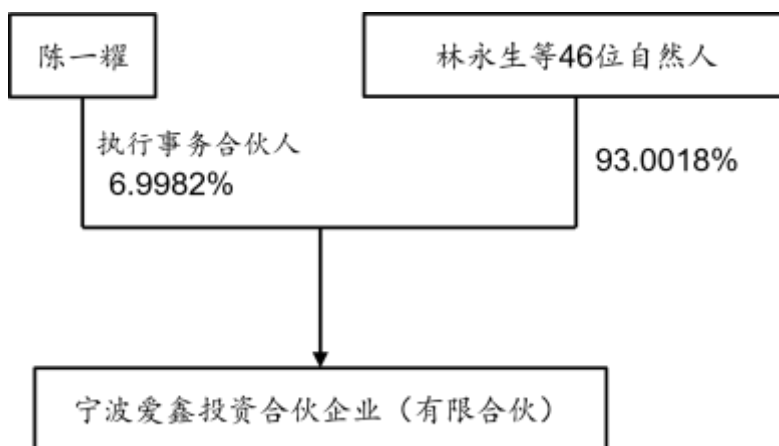 陈一耀
林永生等46位自然人
执行事务合伙人
6.9982%
93.0018%
宁波爱鑫投资合伙企业（有限合伙）